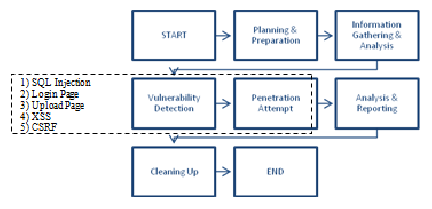 START
Planning &
Preparation
Information
Gathering &
Analysis
1) SQL Injection
2) Login Page
3) Upload Page
4) XSS
5) CSRF
Vulnerability
Detection
Penetration
Attempt
Analysis &
Reporting
Cleaning Up
END